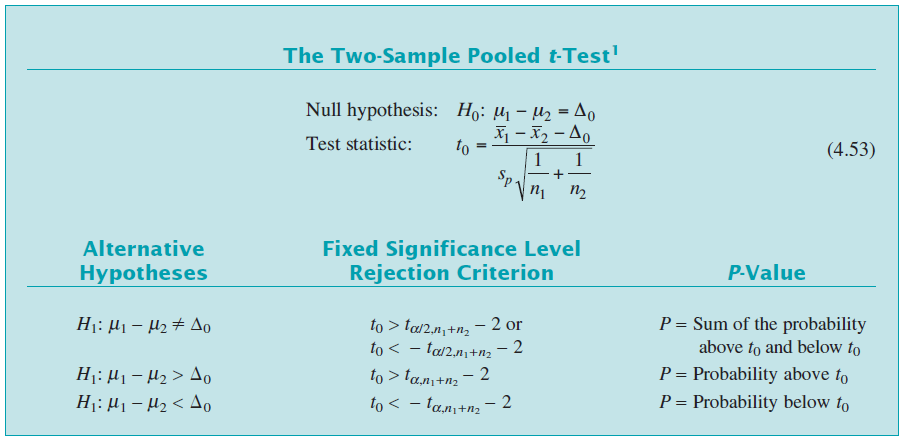 The Two-Sample Pooled t-Test¹
Null hypothesis: H₀: μ₁ − μ₂ = Δ₀
Test statistic: t₀ = (x̄₁ − x̄₂ − Δ₀) / (sₚ √(1/n₁ + 1/n₂)) (4.53)
Alternative Hypotheses
Fixed Significance Level Rejection Criterion
P-Value
H₁: μ₁ − μ₂ ≠ Δ₀
t₀ > t_{α/2,n₁+n₂} − 2 or
t₀ < − t_{α/2,n₁+n₂} − 2
P = Sum of the probability
above t₀ and below t₀
H₁: μ₁ − μ₂ > Δ₀ t₀ > t_{α,n₁+n₂} − 2 P = Probability above t₀
H₁: μ₁ − μ₂ < Δ₀ t₀ < − t_{α,n₁+n₂} − 2 P = Probability below t₀